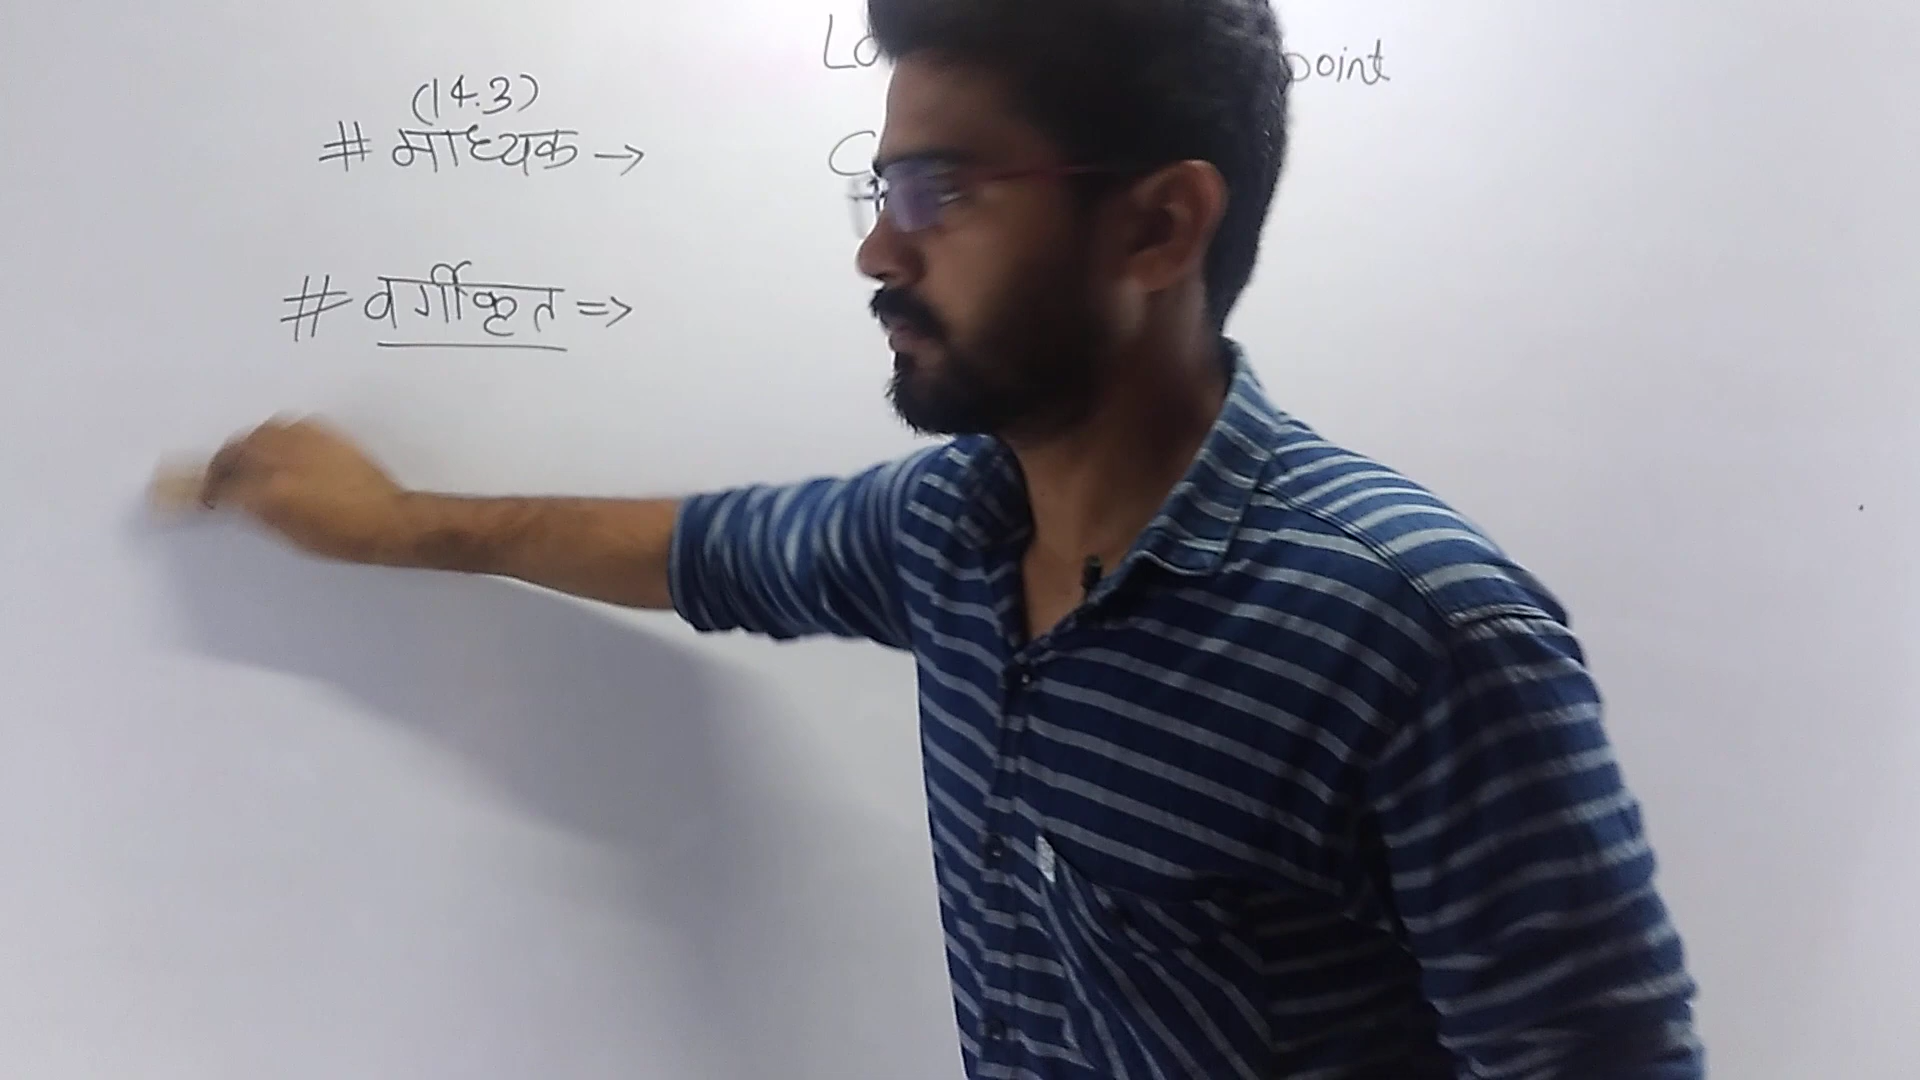 point
(14.3)
# माध्यक →
# वर्गीकृत =>